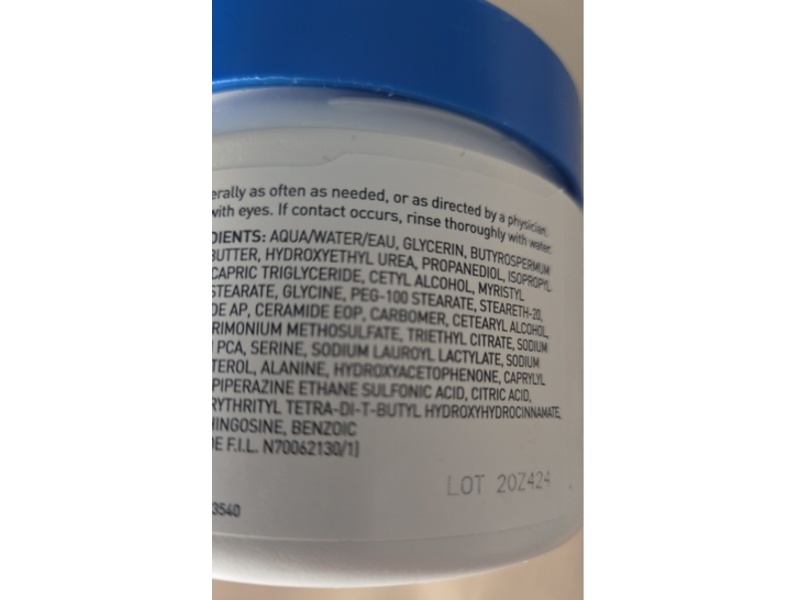 erally as often as needed, or as directed by a physician.
with eyes. If contact occurs, rinse thoroughly with water.
DIENTS: AQUA/WATER/EAU, GLYCERIN, BUTYROSPERMUM
BUTTER, HYDROXYETHYL UREA, PROPANEDIOL, ISOPROPYL
CAPRIC TRIGLYCERIDE, CETYL ALCOHOL, MYRISTYL
STEARATE, GLYCINE, PEG-100 STEARATE, STEARETH-20,
DE AP, CERAMIDE EOP, CARBOMER, CETEARYL ALCOHOL,
RIMONIUM METHOSULFATE, TRIETHYL CITRATE, SODIUM
PCA, SERINE, SODIUM LAUROYL LACTYLATE, SODIUM
TEROL, ALANINE, HYDROXYACETOPHENONE, CAPRYLYL
PIPERAZINE ETHANE SULFONIC ACID, CITRIC ACID,
RYTHRITYL TETRA-DI-T-BUTYL HYDROXYHYDROCINNAMATE,
INGOSINE, BENZOIC
DE F.I.L. N70062130/1]
LOT 20Z424
3540